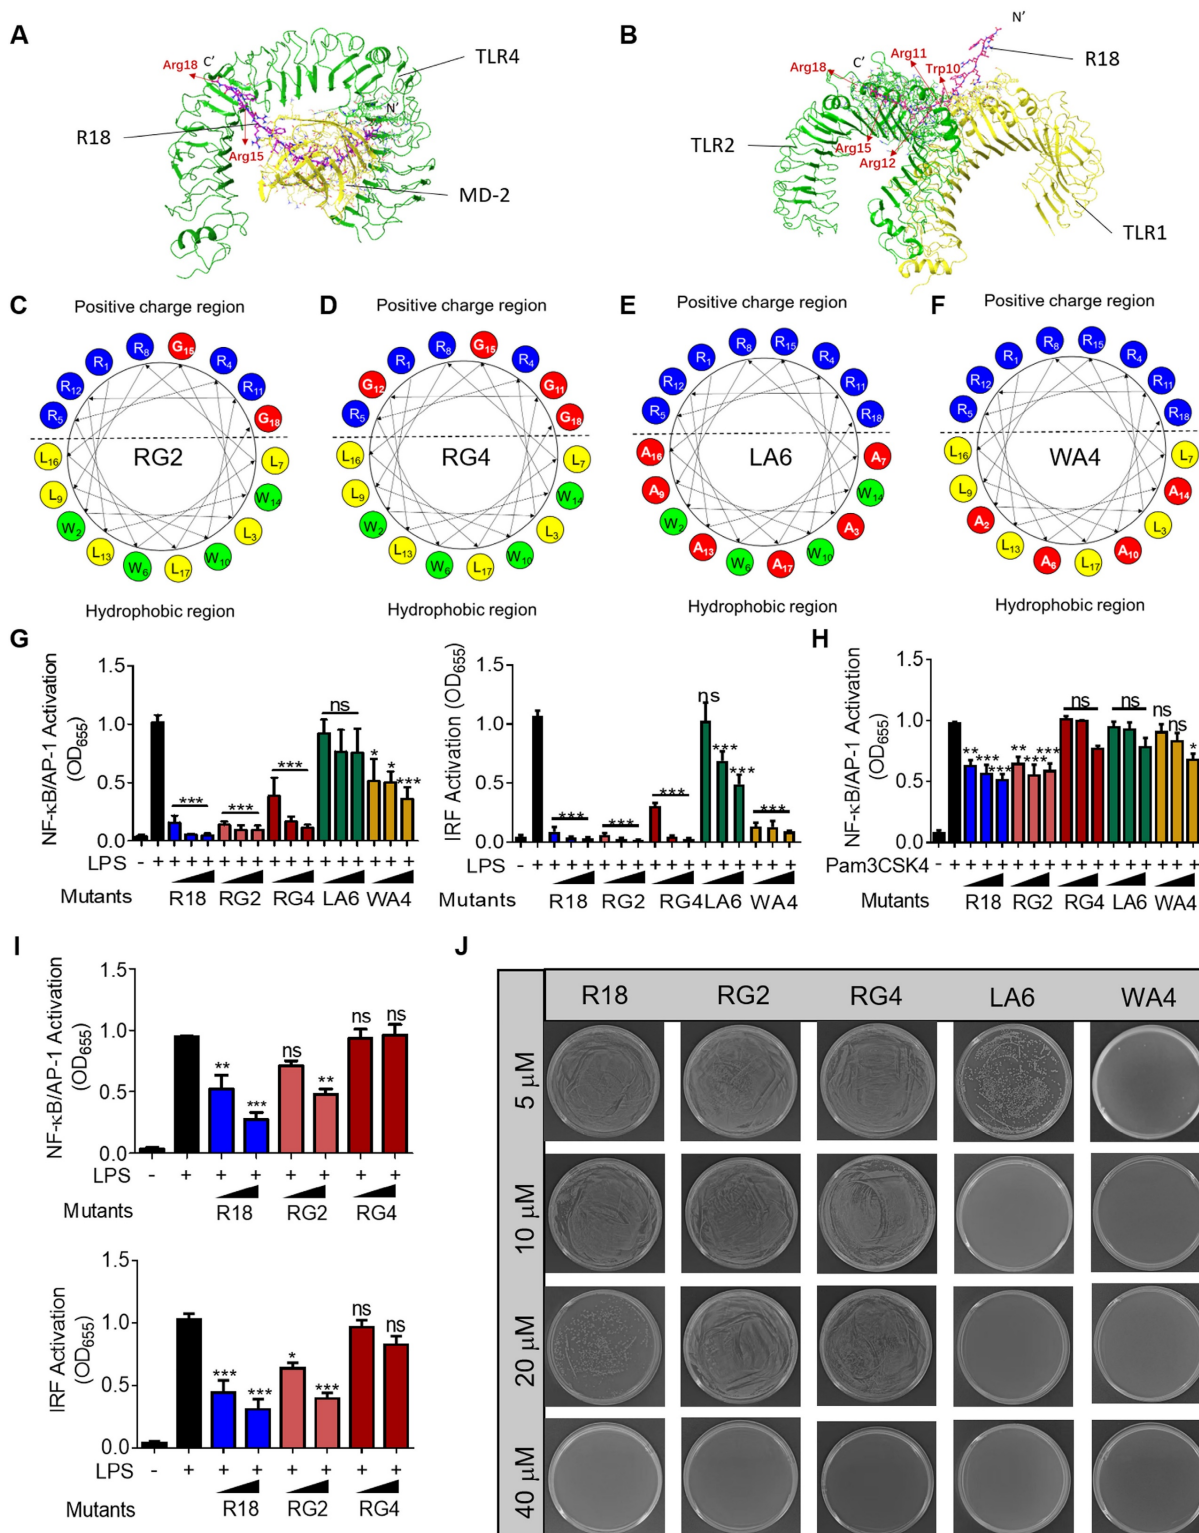 A
Arg18
C'
TLR4
N'
R18
Arg15
MD-2
B
N'
Arg11
C'
Arg18
Trp10
R18
TLR2
Arg15
Arg12
TLR1
C
Positive charge region
R1 R8 G15 R4
R12 R11
R5 G18
RG2
L16 L7
L9 W14
W2 L3
L13 W6 L17 W10
Hydrophobic region
D
Positive charge region
R1 R8 G15 R4
G12 G11
R5 G18
RG4
L16 L7
L9 W14
W2 L3
L13 W6 L17 W10
Hydrophobic region
E
Positive charge region
R1 R8 R15 R4
R12 R11
R5 R18
LA6
A16 A7
A9 W14
W2 A3
A13 W6 A17 W10
Hydrophobic region
F
Positive charge region
R1 R8 R15 R4
R12 R11
R5 R18
WA4
L16 L7
L9 A14
A2 L3
L13 A6 L17 A10
Hydrophobic region
G
NF-κB/AP-1 Activation
(OD655)
1.5
1.0
0.5
0.0
*** *** *** ns * * ***
LPS - + + + + + + + + + + + + + + + +
Mutants R18 RG2 RG4 LA6 WA4
IRF Activation (OD655)
1.5
1.0
0.5
0.0
*** *** *** ns *** *** ***
LPS - + + + + + + + + + + + + + + + +
Mutants R18 RG2 RG4 LA6 WA4
H
NF-κB/AP-1 Activation
(OD655)
1.5
1.0
0.5
0.0
** *** *** ** *** *** ns ns ns ns *
Pam3CSK4 - + + + + + + + + + + + + + + + +
Mutants R18 RG2 RG4 LA6 WA4
I
NF-κB/AP-1 Activation
(OD655)
1.5
1.0
0.5
0.0
** *** ns ** ns ns
LPS - + + + + + + +
Mutants R18 RG2 RG4
IRF Activation
(OD655)
1.5
1.0
0.5
0.0
*** *** * *** ns ns
LPS - + + + + + + +
Mutants R18 RG2 RG4
J
R18 RG2 RG4 LA6 WA4
5 μM
10 μM
20 μM
40 μM